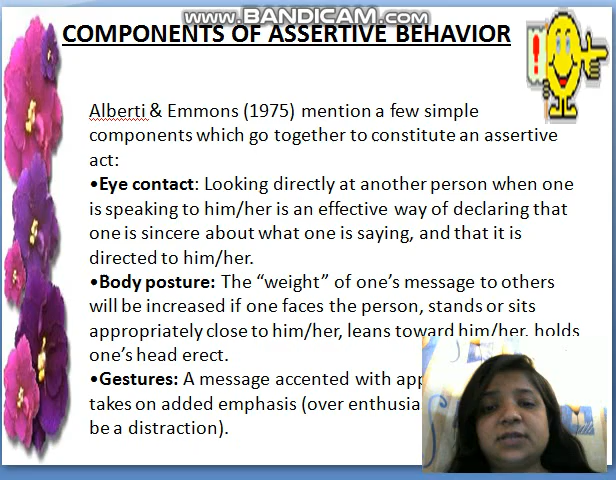 www.BANDICAM.com
COMPONENTS OF ASSERTIVE BEHAVIOR
Alberti & Emmons (1975) mention a few simple
components which go together to constitute an assertive
act:
•Eye contact: Looking directly at another person when one
is speaking to him/her is an effective way of declaring that
one is sincere about what one is saying, and that it is
directed to him/her.
•Body posture: The “weight” of one’s message to others
will be increased if one faces the person, stands or sits
appropriately close to him/her, leans toward him/her, holds
one’s head erect.
•Gestures: A message accented with
takes on added emphasis (over
be a distraction).